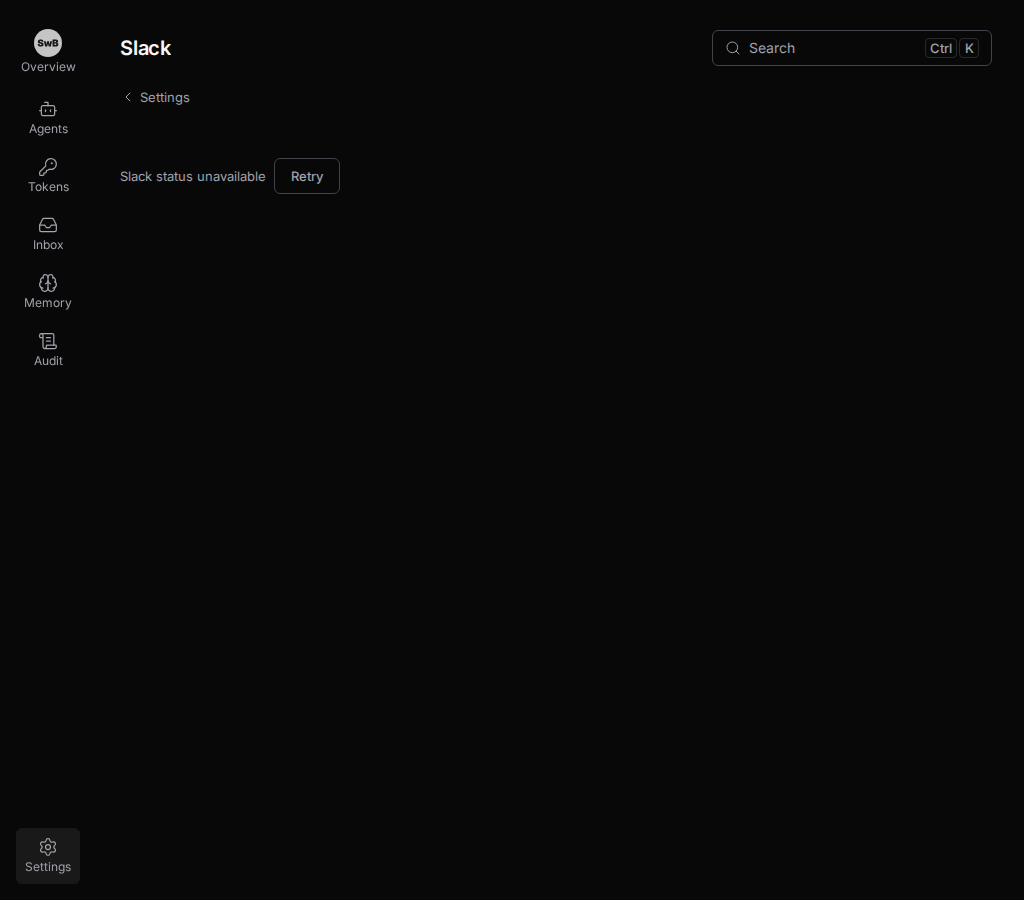 SwB
Overview
Agents
Tokens
Inbox
Memory
Audit
Settings
Slack
Search Ctrl K
Settings
Slack status unavailable Retry